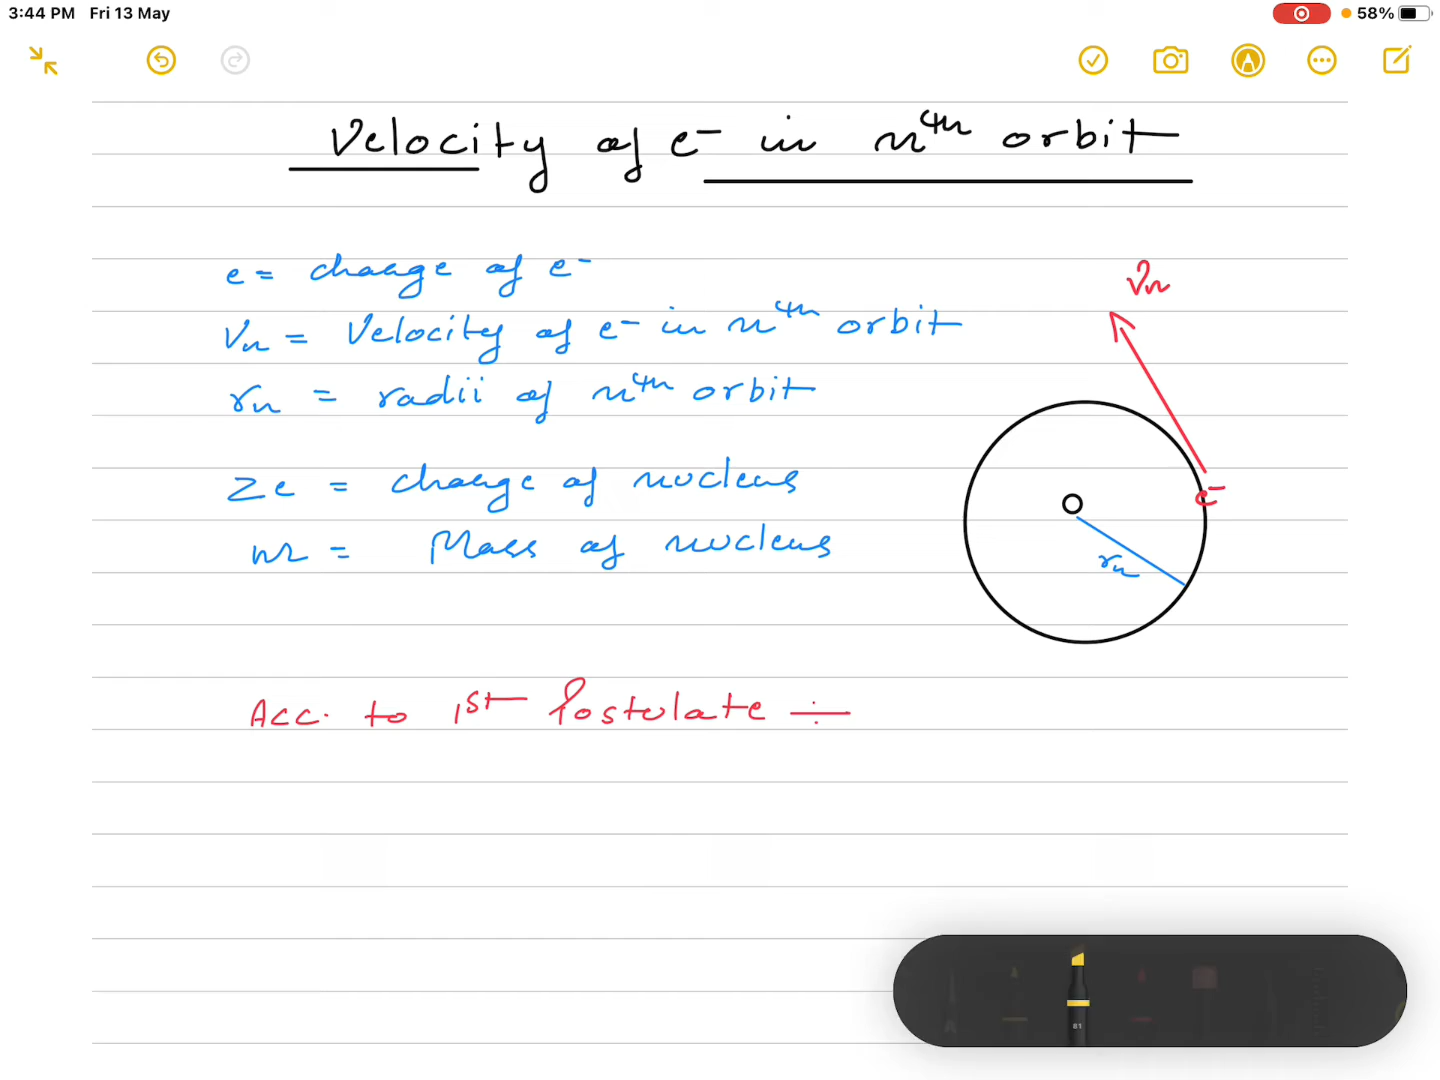 3:44 PM Fri 13 May 58%
Velocity of e⁻ in nth orbit
e = charge of e⁻
Vn = Velocity of e⁻ in nth orbit
rn = radii of nth orbit
Ze = charge of nucleus
m = Mass of nucleus
Vn
e⁻
rn
Acc. to 1st Postulate ÷
81